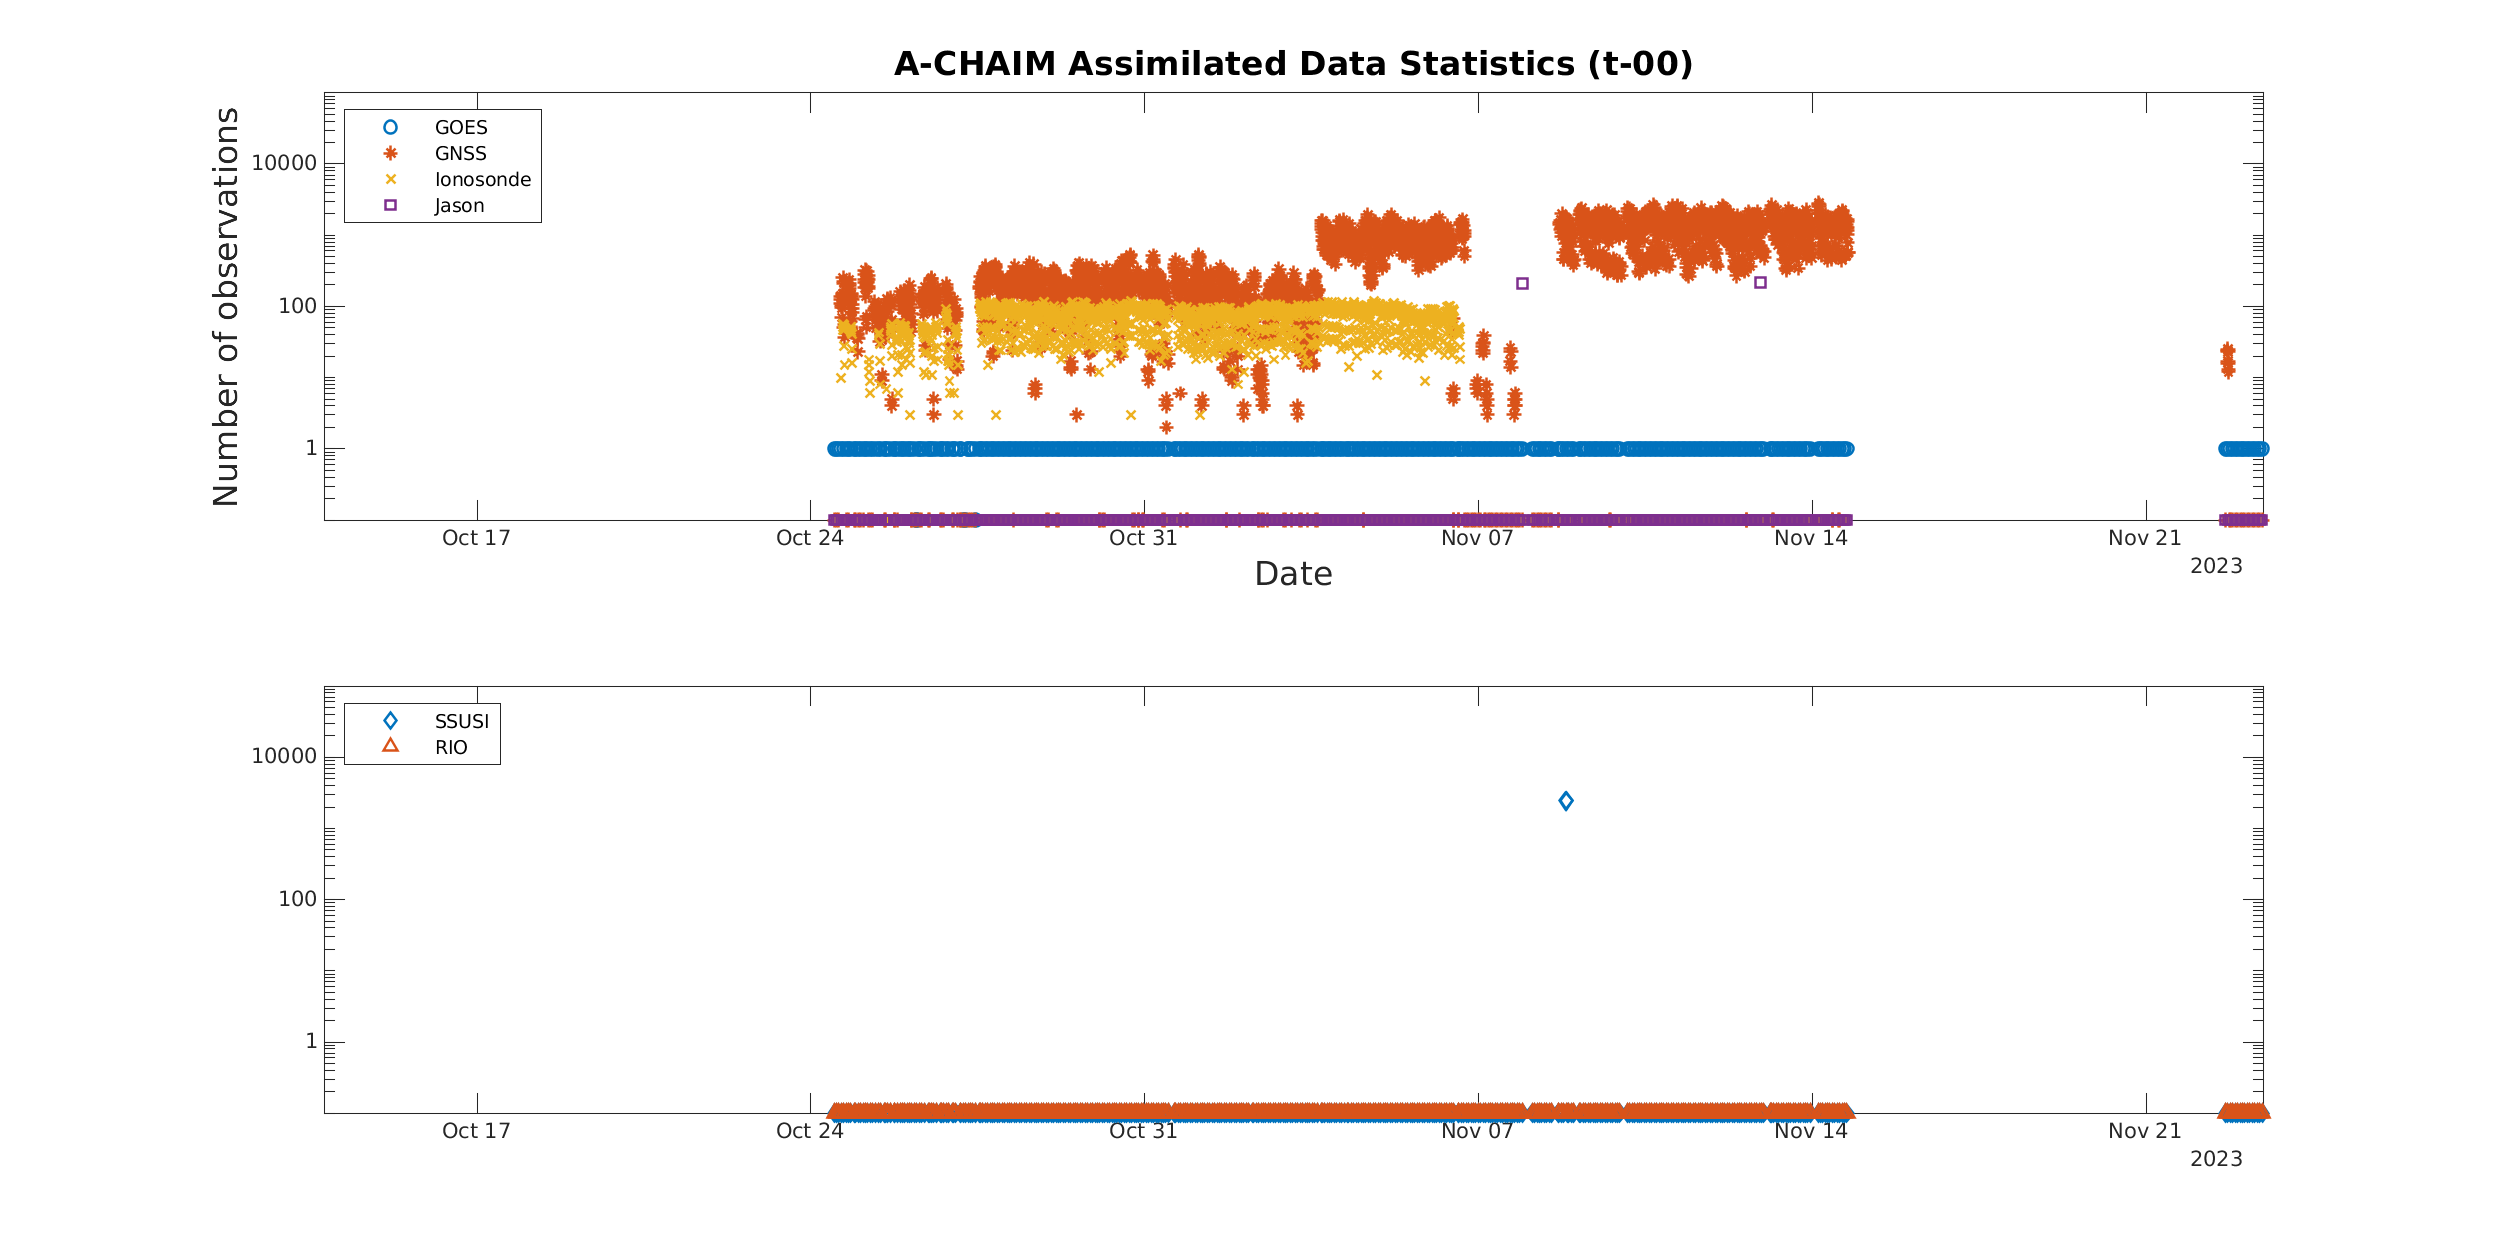 A-CHAIM Assimilated Data Statistics (t-00)
Number of observations
10000
100
1
GOES
GNSS
Ionosonde
Jason
Oct 17 Oct 24 Oct 31 Nov 07 Nov 14 Nov 21
2023
Date
10000
100
1
SSUSI
RIO
Oct 17 Oct 24 Oct 31 Nov 07 Nov 14 Nov 21
2023